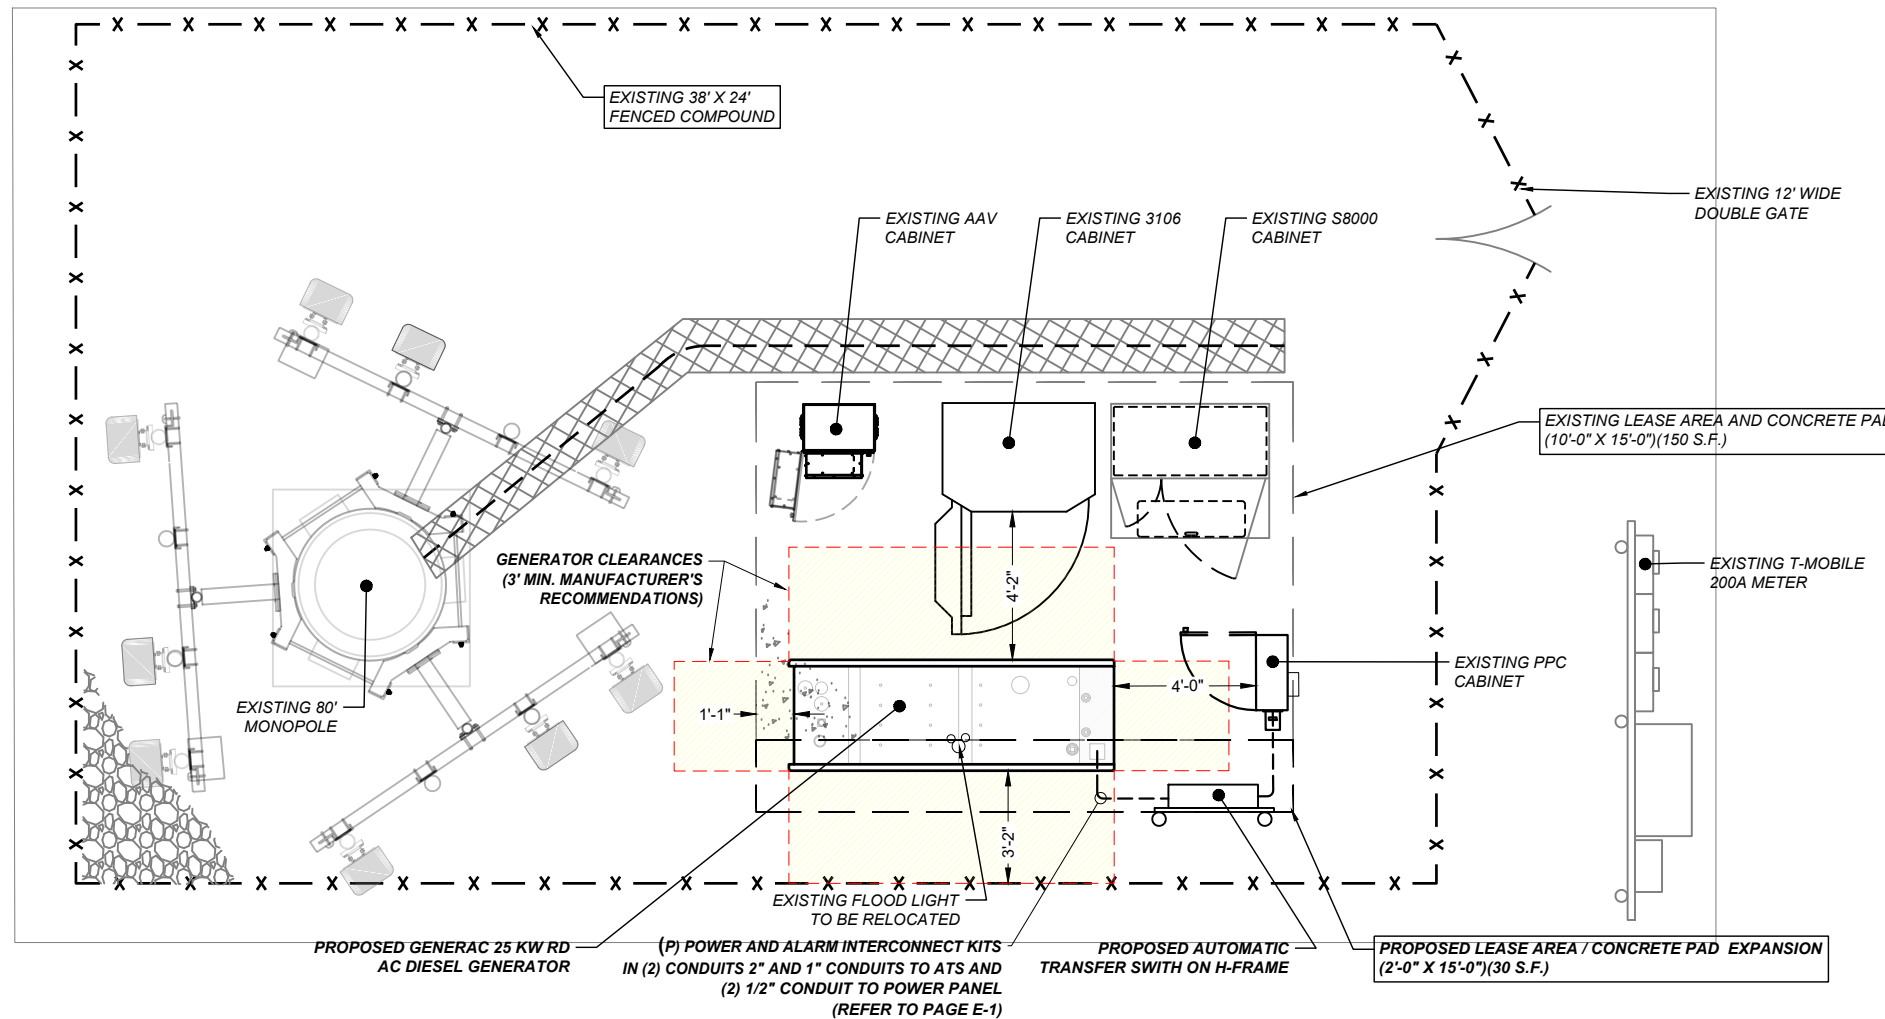 EXISTING 38' X 24'
FENCED COMPOUND
EXISTING 12' WIDE
DOUBLE GATE
EXISTING AAV
CABINET
EXISTING 3106
CABINET
EXISTING S8000
CABINET
EXISTING LEASE AREA AND CONCRETE PAD
(10'-0" X 15'-0")(150 S.F.)
GENERATOR CLEARANCES
(3' MIN. MANUFACTURER'S
RECOMMENDATIONS)
4'-2"
EXISTING T-MOBILE
200A METER
EXISTING PPC
CABINET
4'-0"
1'-1"
EXISTING 80'
MONOPOLE
3'-2"
EXISTING FLOOD LIGHT
TO BE RELOCATED
PROPOSED GENERAC 25 KW RD
AC DIESEL GENERATOR
(P) POWER AND ALARM INTERCONNECT KITS
IN (2) CONDUITS 2" AND 1" CONDUITS TO ATS AND
(2) 1/2" CONDUIT TO POWER PANEL
(REFER TO PAGE E-1)
PROPOSED AUTOMATIC
TRANSFER SWITH ON H-FRAME
PROPOSED LEASE AREA / CONCRETE PAD EXPANSION
(2'-0" X 15'-0")(30 S.F.)